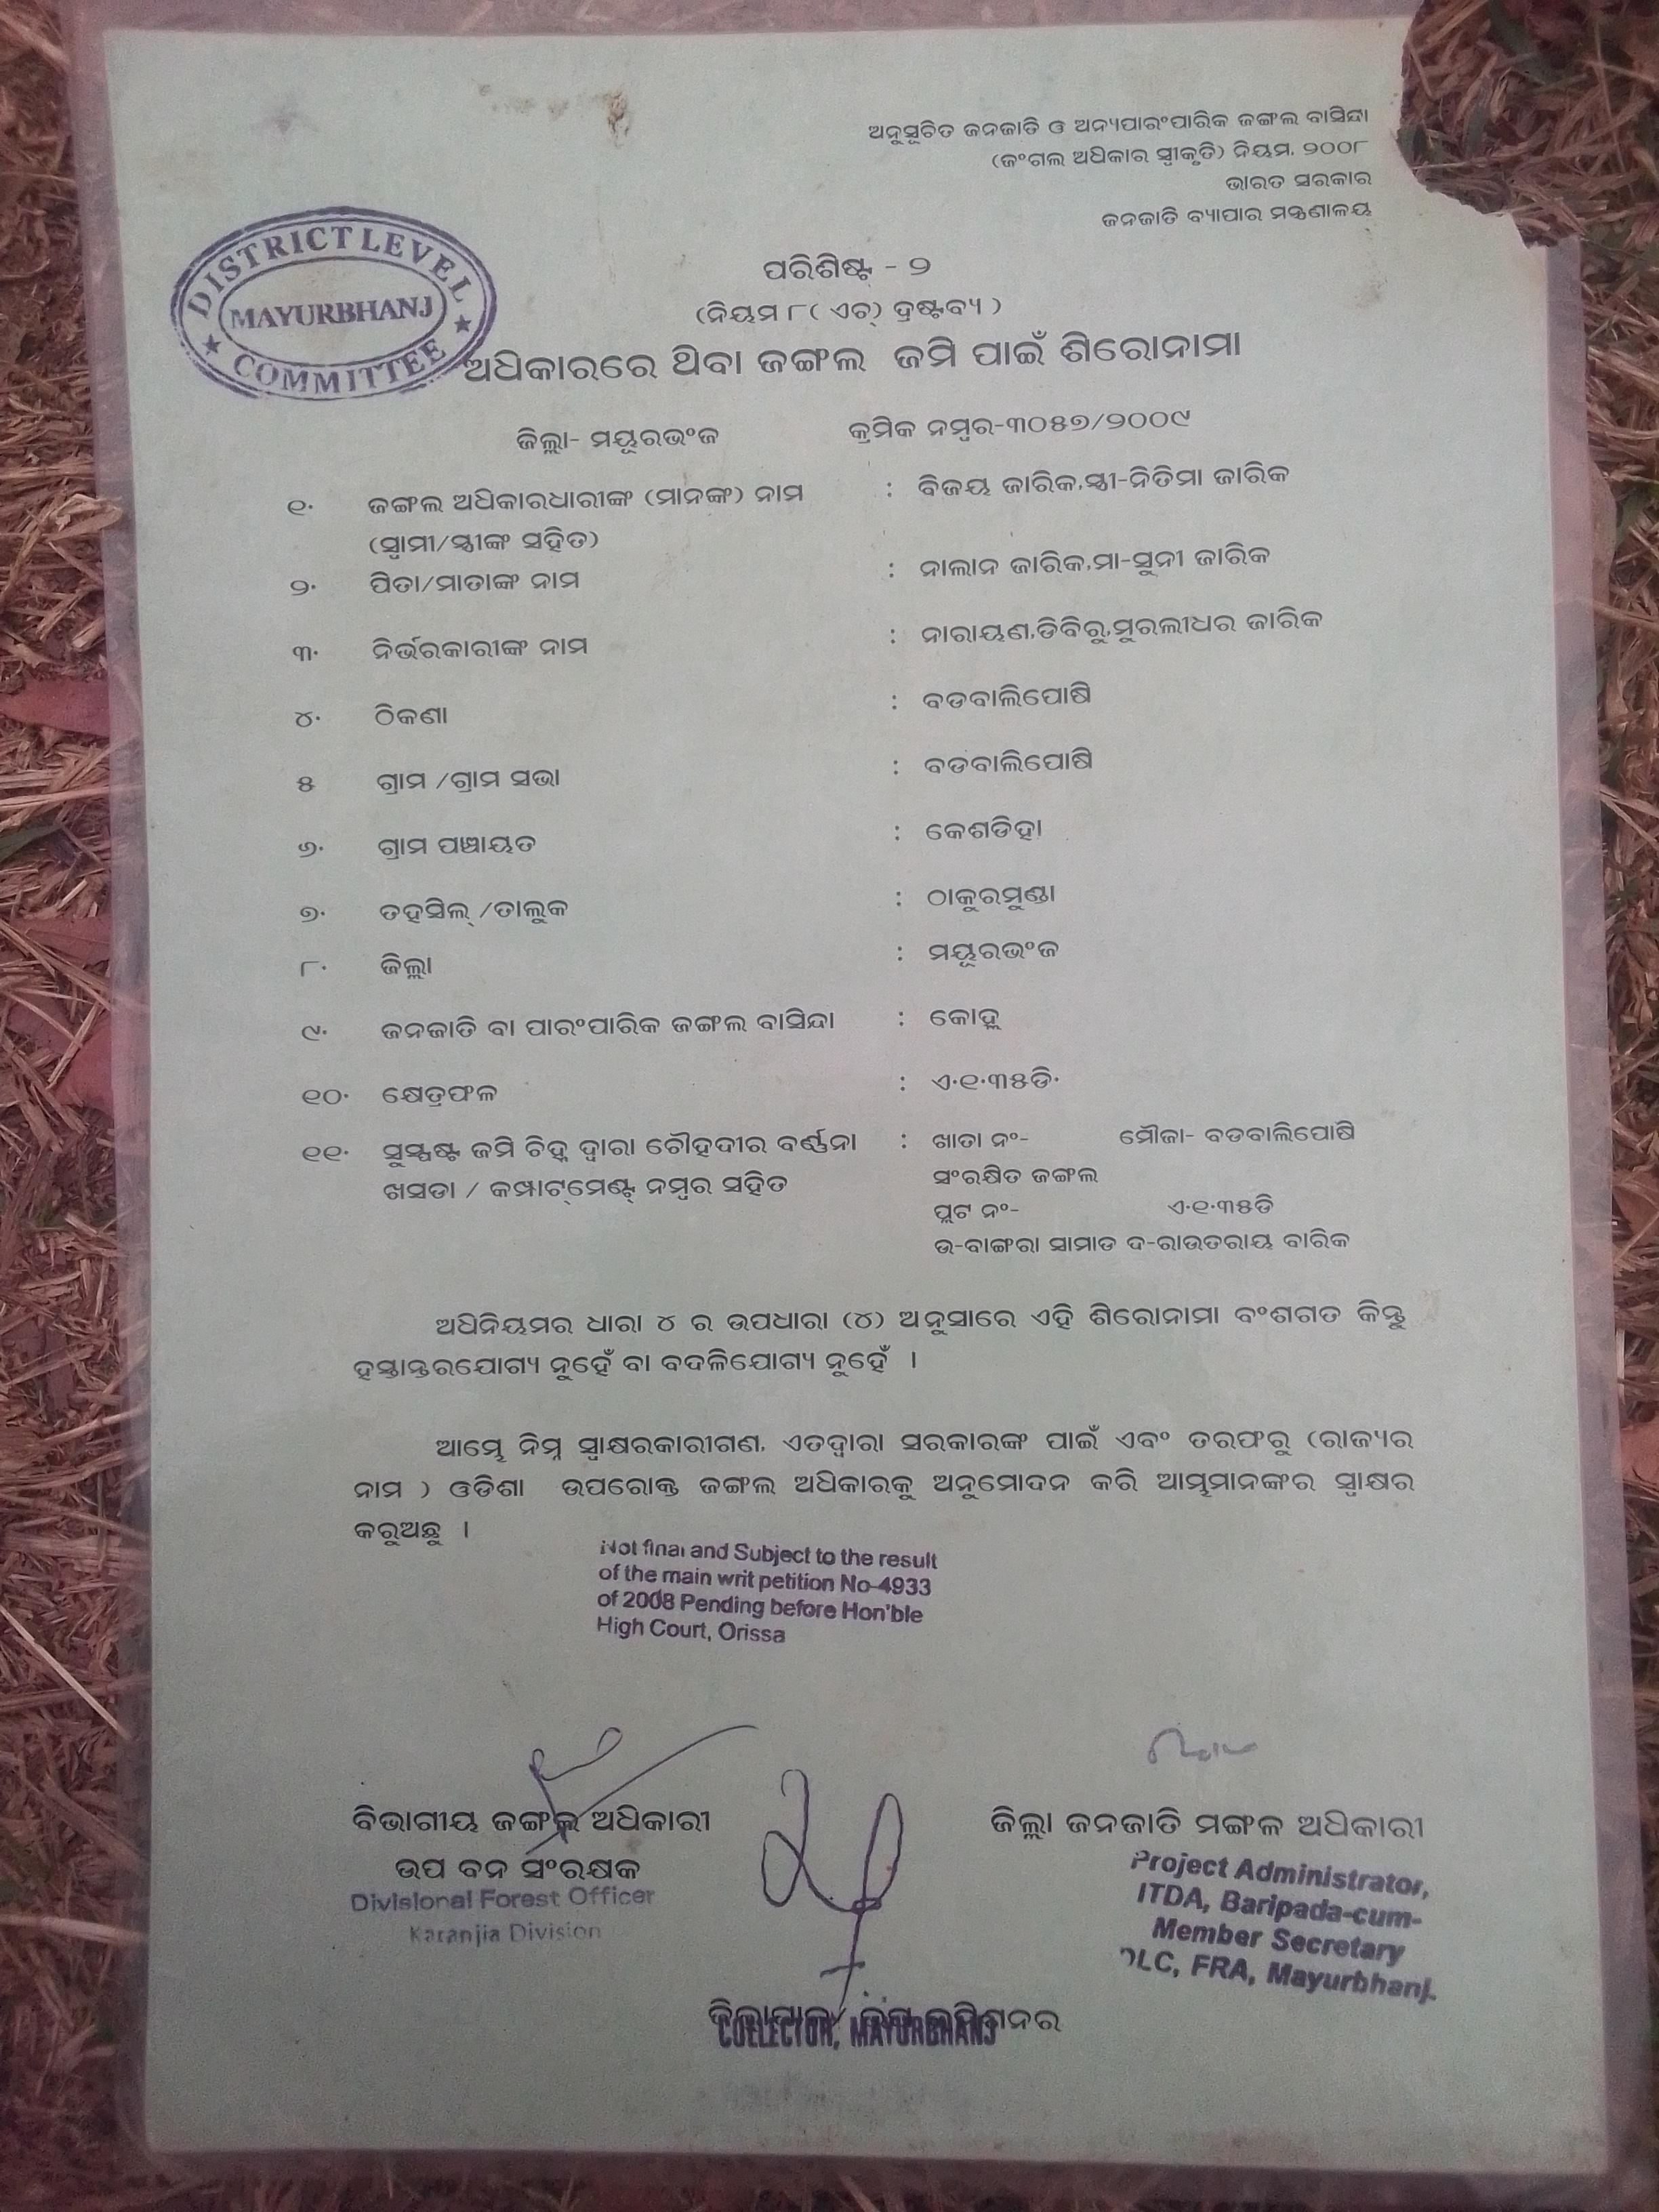 ଅନୁସୂଚିତ ଜନଜାତି ଓ ଅନ୍ୟପାରଂପାରିକ ଜଙ୍ଗଲ ବାସିନ୍ଦା
(ଜଂଗଲ ଅଧିକାର ସ୍ୱୀକୃତି) ନିୟମ, ୨୦୦୮
ଭାରତ ସରକାର
ଜନଜାତି ବ୍ୟାପାର ମନ୍ତ୍ରଣାଳୟ
DISTRICT LEVEL
MAYURBHANJ
COMMITTEE
ପରିଶିଷ୍ଟ - ୨
(ନିୟମ ୮( ଏଚ୍) ଦ୍ରଷ୍ଟବ୍ୟ )
ଅଧିକାରରେ ଥିବା ଜଙ୍ଗଲ ଜମି ପାଇଁ ଶିରୋନାମା
ଜିଲ୍ଲା- ମୟୂରଭଂଜ କ୍ରମିକ ନମ୍ବର-୩୦୫୭/୨୦୦୯
୧. ଜଙ୍ଗଲ ଅଧିକାରଧାରୀଙ୍କ (ମାନଙ୍କ) ନାମ : ବିଜୟ ଜାରିକ,ସ୍ତ୍ରୀ-ନିତିମା ଜାରିକ
(ସ୍ୱାମୀ/ସ୍ତ୍ରୀଙ୍କ ସହିତ)
୨. ପିତା/ମାତାଙ୍କ ନାମ : ନାଲାନ ଜାରିକ,ମା-ସୁନୀ ଜାରିକ
୩. ନିର୍ଭରକାରୀଙ୍କ ନାମ : ନାରାୟଣ,ଡିବିରୁ,ମୁରଲୀଧର ଜାରିକ
୪. ଠିକଣା : ବଡବାଲିପୋଷି
୫ ଗ୍ରାମ /ଗ୍ରାମ ସଭା : ବଡବାଲିପୋଷି
୬. ଗ୍ରାମ ପଞ୍ଚାୟତ : କେଶଡିହା
୭. ତହସିଲ୍ /ତାଲୁକ : ଠାକୁରମୁଣ୍ଡା
୮. ଜିଲ୍ଲା : ମୟୂରଭଂଜ
୯. ଜନଜାତି ବା ପାରଂପାରିକ ଜଙ୍ଗଲ ବାସିନ୍ଦା : କୋହ୍ଲ
୧୦. କ୍ଷେତ୍ରଫଳ : ଏ.୧.୩୫ଡି.
୧୧. ସୁସ୍ପଷ୍ଟ ଜମି ଚିହ୍ନ ଦ୍ୱାରା ଚୌହଦୀର ବର୍ଣ୍ଣନା : ଖାତା ନଂ- ମୌଜା- ବଡବାଲିପୋଷି
ଖସଡା / କମ୍ପାଟ୍‌ମେଣ୍ଟ୍ ନମ୍ବର ସହିତ ସଂରକ୍ଷିତ ଜଙ୍ଗଲ
ପ୍ଲଟ ନଂ- ଏ.୧.୩୫ଡି
ଉ-ବାଙ୍ଗରା ସାମାଡ ଦ-ରାଉତରାୟ ବାରିକ
ଅଧିନିୟମର ଧାରା ୪ ର ଉପଧାରା (୪) ଅନୁସାରେ ଏହି ଶିରୋନାମା ବଂଶଗତ କିନ୍ତୁ
ହସ୍ତାନ୍ତରଯୋଗ୍ୟ ନୁହେଁ ବା ବଦଳିଯୋଗ୍ୟ ନୁହେଁ ।
ଆମ୍ଭେ ନିମ୍ନ ସ୍ୱାକ୍ଷରକାରୀଗଣ, ଏତଦ୍ୱାରା ସରକାରଙ୍କ ପାଇଁ ଏବଂ ତରଫରୁ (ରାଜ୍ୟର
ନାମ ) ଓଡିଶା ଉପରୋକ୍ତ ଜଙ୍ଗଲ ଅଧିକାରକୁ ଅନୁମୋଦନ କରି ଆମ୍ଭମାନଙ୍କର ସ୍ୱାକ୍ଷର
କରୁଅଛୁ ।
Not final and Subject to the result
of the main writ petition No-4933
of 2008 Pending before Hon'ble
High Court, Orissa
ବିଭାଗୀୟ ଜଙ୍ଗଲ ଅଧିକାରୀ
ଉପ ବନ ସଂରକ୍ଷକ
Divisional Forest Officer
Karanjia Division
ଜିଲ୍ଲା ଜନଜାତି ମଙ୍ଗଳ ଅଧିକାରୀ
Project Administrator,
ITDA, Baripada-cum-
Member Secretary
DLC, FRA, Mayurbhanj.
COLLECTOR, MAYURBHANJ